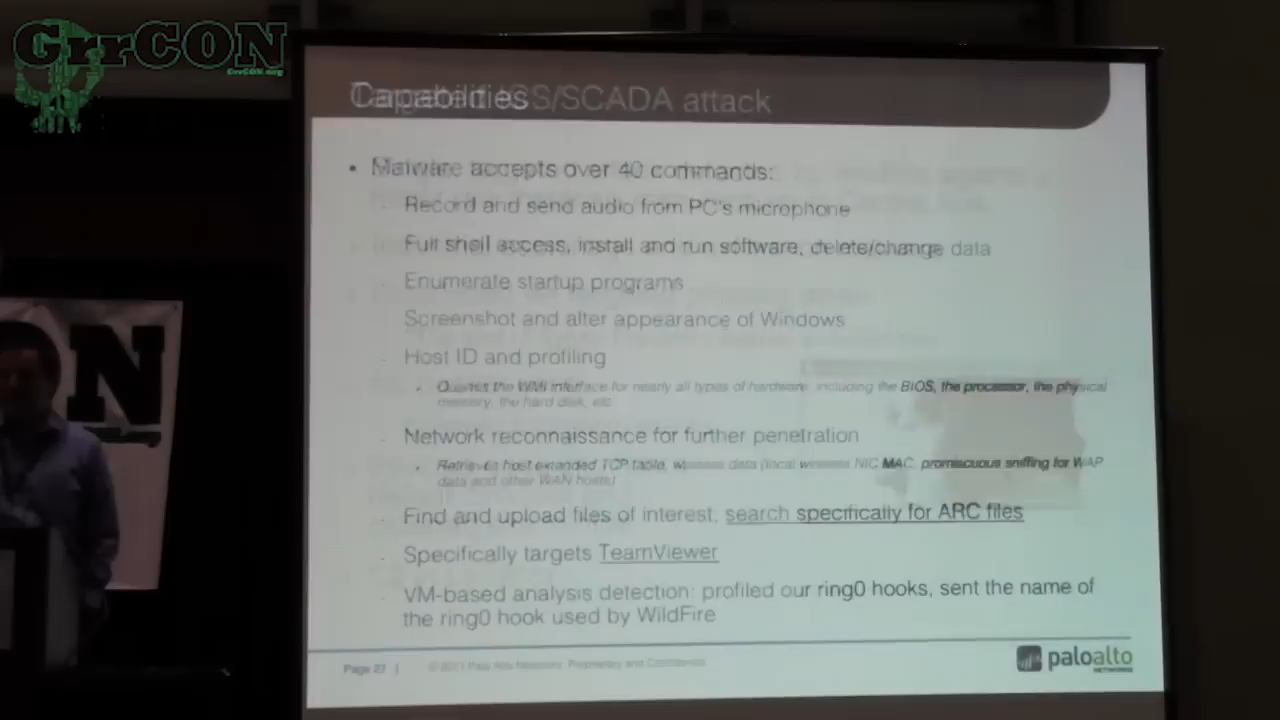 GrrCON
GrrCON.org
Capabilities
ICS/SCADA attack
• Malware accepts over 40 commands:
- Record and send audio from PC's microphone
- Full shell access, install and run software, delete/change data
- Enumerate startup programs
- Screenshot and alter appearance of Windows
- Host ID and profiling
• Queries the WMI interface for nearly all types of hardware, including the BIOS, the processor, the physical
memory, the hard disk, etc
- Network reconnaissance for further penetration
• Retrieves host extended TCP table, wireless data (local wireless NIC MAC, promiscuous sniffing for WAP
data and other WAN hosts)
- Find and upload files of interest, search specifically for ARC files
- Specifically targets TeamViewer
- VM-based analysis detection: profiled our ring0 hooks, sent the name of
the ring0 hook used by WildFire
Page 27 |
© 2011 Palo Alto Networks. Proprietary and Confidential.
paloalto
NETWORKS
ON